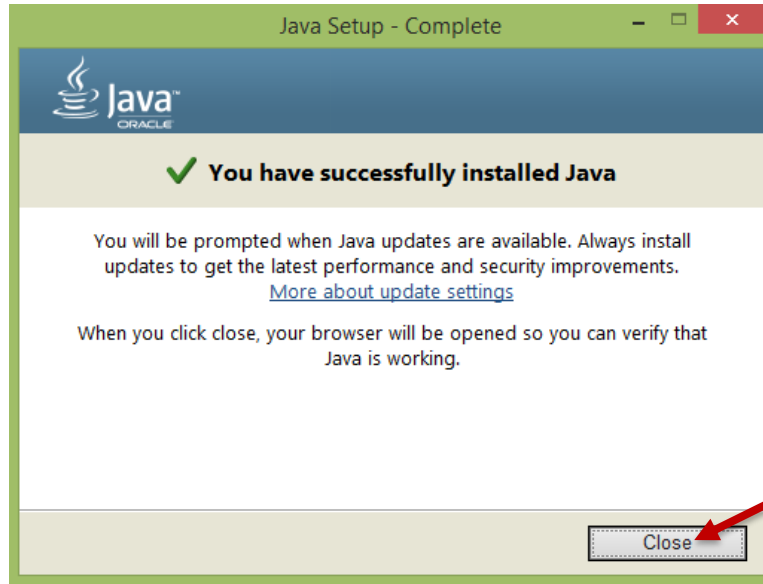 Java Setup - Complete
Java™
ORACLE
You have successfully installed Java
You will be prompted when Java updates are available. Always install
updates to get the latest performance and security improvements.
More about update settings
When you click close, your browser will be opened so you can verify that
Java is working.
Close